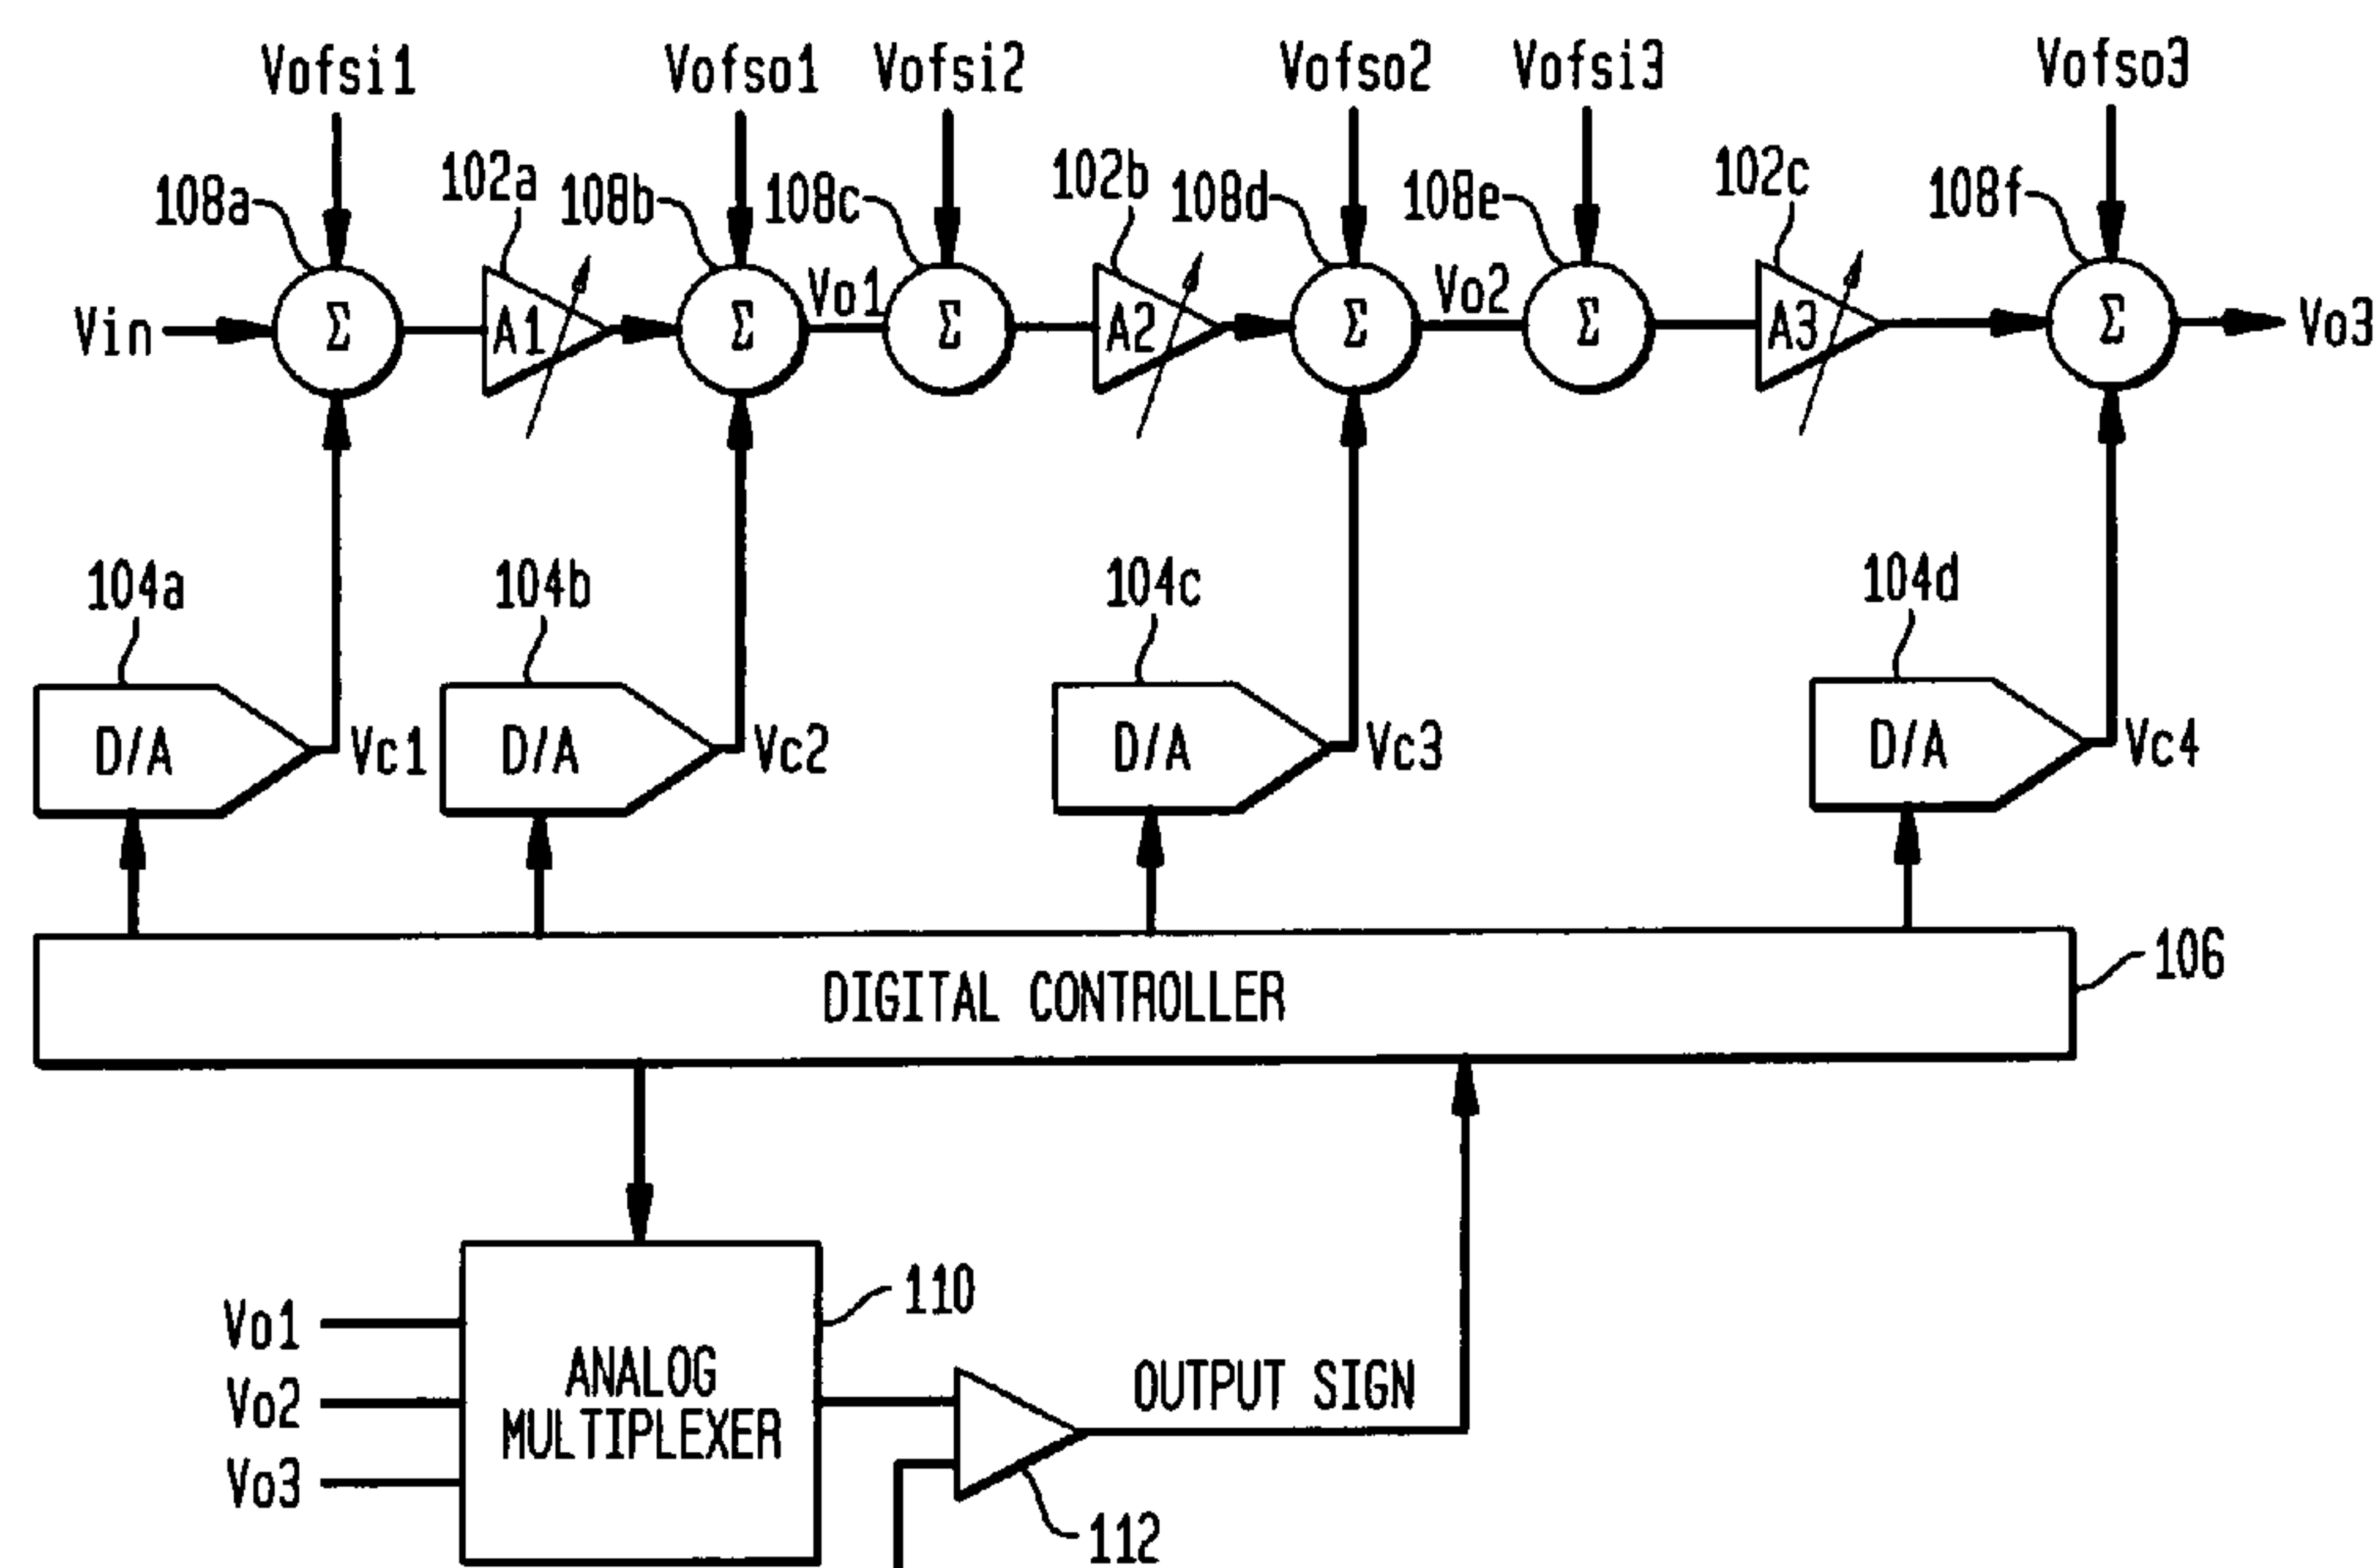 Vofsi1 Vofso1 Vofsi2 Vofso2 Vofsi3 Vofso3
108a 102a 108b 108c 102b 108d 108e 102c 108f
Vin Σ A1 Σ Vo1 Σ A2 Σ Vo2 Σ A3 Σ Vo3
104a 104b 104c 104d
D/A Vc1 D/A Vc2 D/A Vc3 D/A Vc4
DIGITAL CONTROLLER 106
110
Vo1
Vo2
Vo3
ANALOG
MULTIPLEXER
OUTPUT SIGN
112